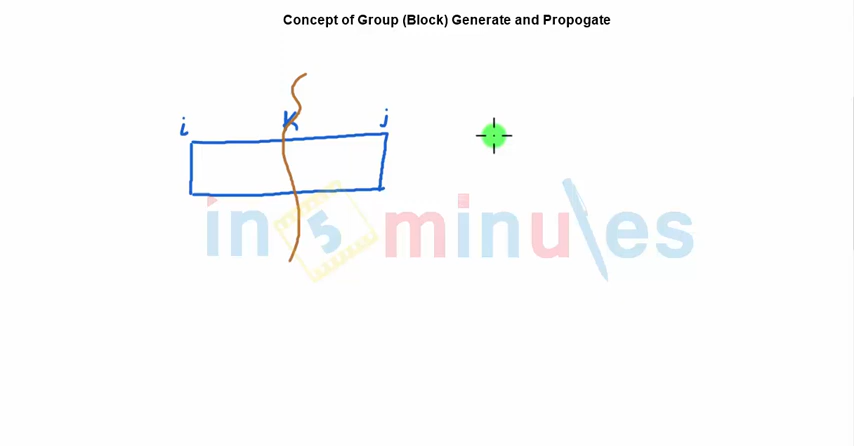 Concept of Group (Block) Generate and Propogate
i K j
in 5 minutes